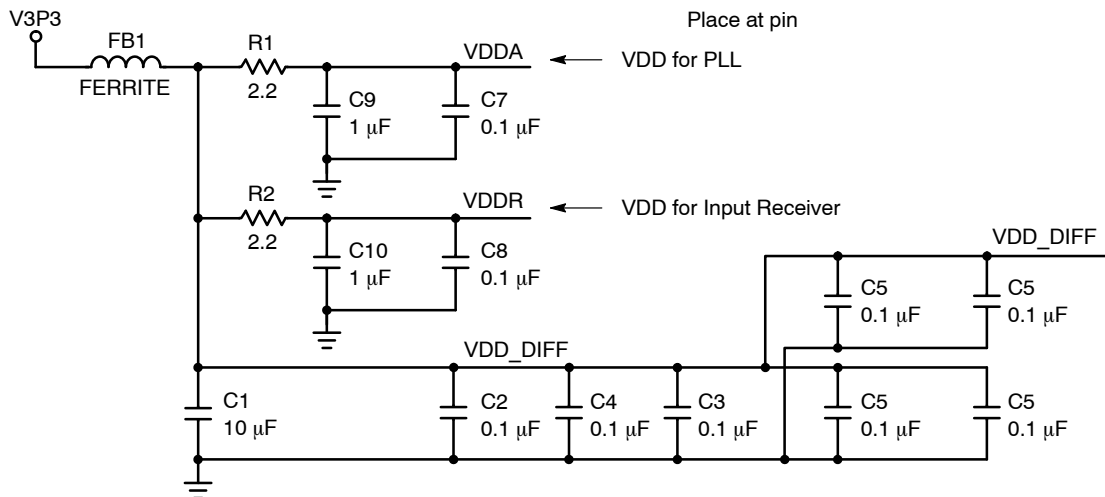 V3P3
Place at pin
FB1
R1
VDDA
VDD for PLL
FERRITE
2.2
C9
1 μF
C7
0.1 μF
R2
VDDR
VDD for Input Receiver
2.2
C10
1 μF
C8
0.1 μF
VDD_DIFF
C5
0.1 μF
C5
0.1 μF
VDD_DIFF
C1
10 μF
C2
0.1 μF
C4
0.1 μF
C3
0.1 μF
C5
0.1 μF
C5
0.1 μF